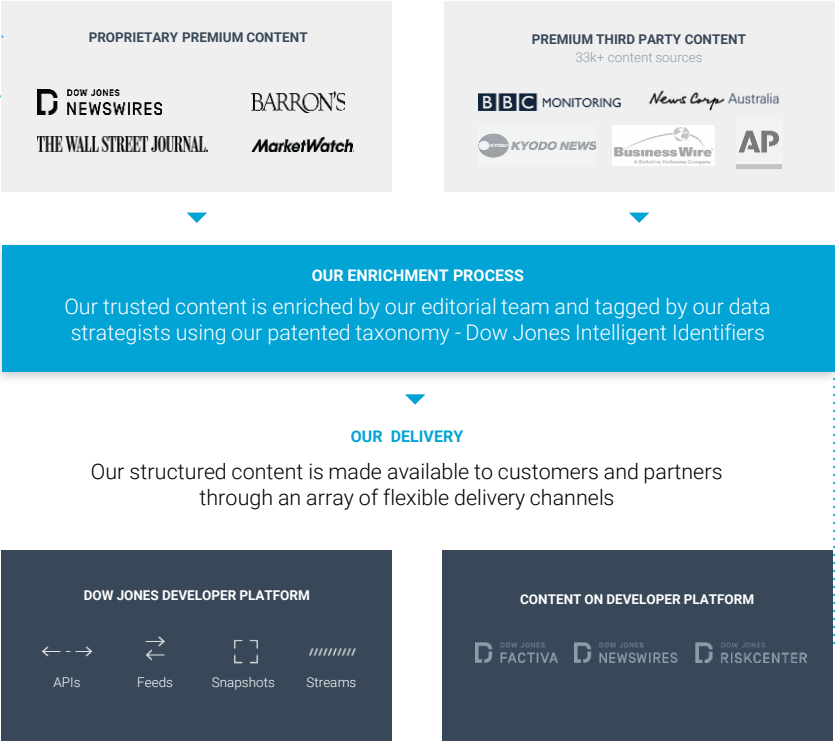 PROPRIETARY PREMIUM CONTENT
DOW JONES
NEWSWIRES
BARRON'S
THE WALL STREET JOURNAL.
MarketWatch
PREMIUM THIRD PARTY CONTENT
33k+ content sources
BBC MONITORING
News Corp Australia
KYODO KYODO NEWS
BusinessWire
A Berkshire Hathaway Company
AP
OUR ENRICHMENT PROCESS
Our trusted content is enriched by our editorial team and tagged by our data
strategists using our patented taxonomy - Dow Jones Intelligent Identifiers
OUR DELIVERY
Our structured content is made available to customers and partners
through an array of flexible delivery channels
DOW JONES DEVELOPER PLATFORM
APIs
Feeds
Snapshots
Streams
CONTENT ON DEVELOPER PLATFORM
DOW JONES
FACTIVA
DOW JONES
NEWSWIRES
DOW JONES
RISKCENTER